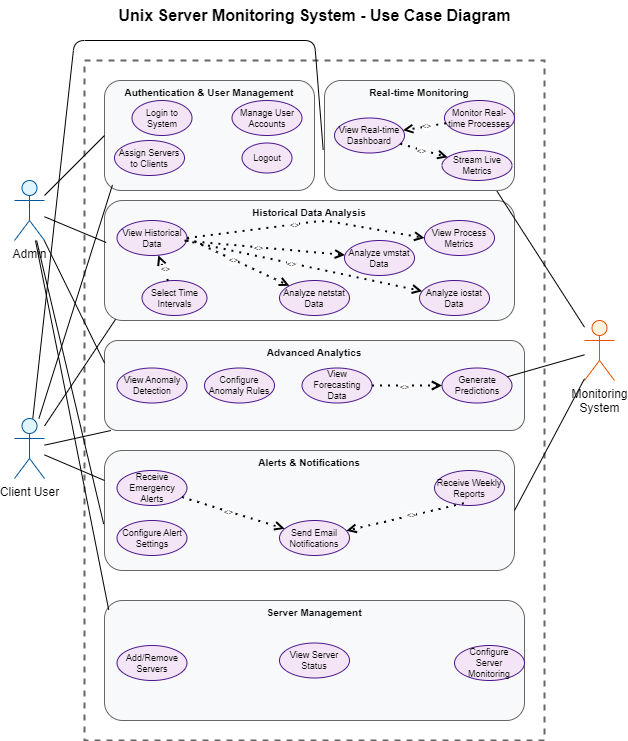 Unix Server Monitoring System - Use Case Diagram
Authentication & User Management
Login to
System
Manage User
Accounts
Assign Servers
to Clients
Logout
Real-time Monitoring
Monitor Real-
time Processes
View Real-time
Dashboard
Stream Live
Metrics
<>
<>
Admin
Historical Data Analysis
View Historical
Data
View Process
Metrics
Analyze vmstat
Data
Select Time
Intervals
Analyze netstat
Data
Analyze iostat
Data
<>
<>
<>
<>
<>
Advanced Analytics
View Anomaly
Detection
Configure
Anomaly Rules
View
Forecasting
Data
<>
Generate
Predictions
Monitoring
System
Client User
Alerts & Notifications
Receive
Emergency
Alerts
Receive Weekly
Reports
<>
<>
Configure Alert
Settings
Send Email
Notifications
Server Management
Add/Remove
Servers
View Server
Status
Configure
Server
Monitoring